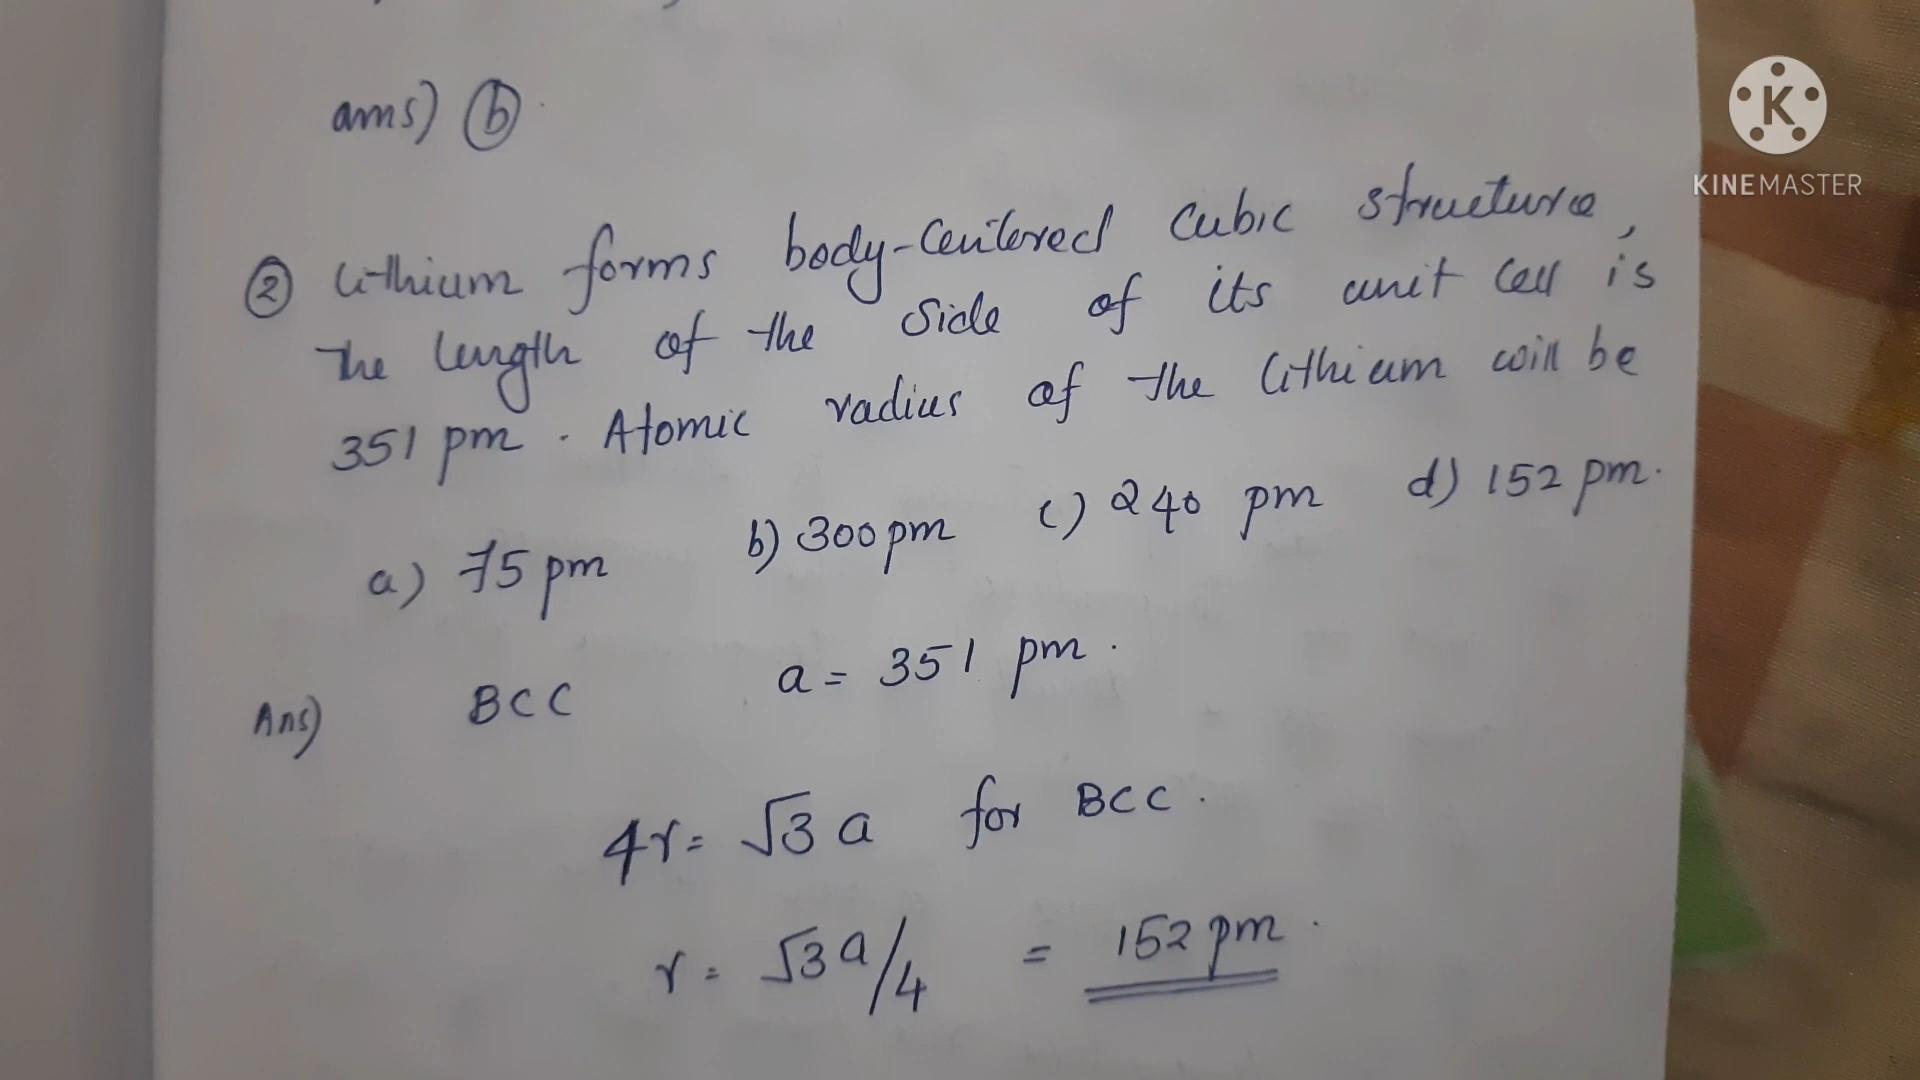 ans) b
② Lithium forms body-centered cubic structure,
The length of the side of its unit cell is
351 pm. Atomic radius of the lithium will be
a) 75 pm b) 300 pm c) 240 pm d) 152 pm.
Ans) BCC a = 351 pm.
4r = √3 a for BCC.
r = √3 a/4 = 152 pm.
K
KINEMASTER